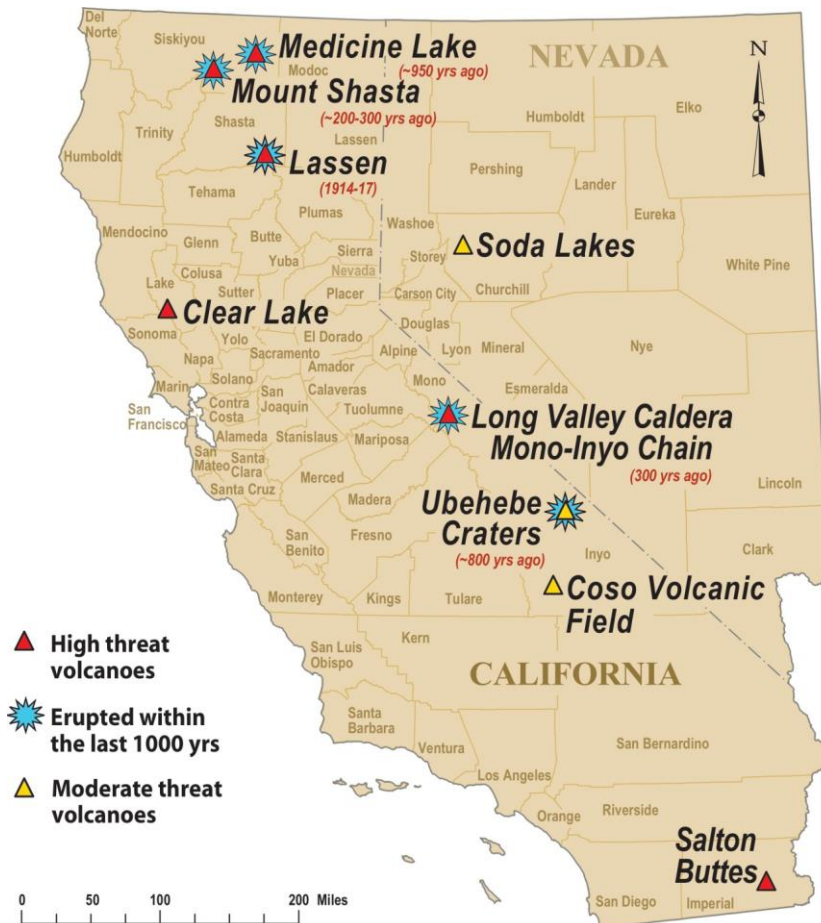 Del Norte
Siskiyou
Medicine Lake
(~950 yrs ago)
Modoc
NEVADA
N
Mount Shasta
(~200-300 yrs ago)
Humboldt
Elko
Trinity
Shasta
Lassen
Humboldt
Lassen
(1914-17)
Pershing
Lander
Eureka
Tehama
Plumas
Washoe
Mendocino
Glenn
Butte
Sierra
Storey
Soda Lakes
White Pine
Colusa
Yuba
Nevada
Lake
Sutter
Placer
Carson City
Churchill
Clear Lake
Douglas
Sonoma
Yolo
El Dorado
Lyon
Mineral
Nye
Napa
Sacramento
Alpine
Amador
Marin
Solano
Calaveras
Mono
Esmeralda
San Francisco
Contra Costa
San Joaquin
Tuolumne
Long Valley Caldera
Mono-Inyo Chain
(300 yrs ago)
Alameda
Stanislaus
Mariposa
San Mateo
Santa Clara
Merced
Santa Cruz
Lincoln
Madera
Ubehebe
Craters
(~800 yrs ago)
San Benito
Fresno
Inyo
Clark
Monterey
Kings
Tulare
Coso Volcanic
Field
San Luis Obispo
Kern
CALIFORNIA
High threat
volcanoes
Erupted within
the last 1000 yrs
Moderate threat
volcanoes
Santa Barbara
Ventura
Los Angeles
San Bernardino
Orange
Riverside
Salton
Buttes
San Diego
Imperial
0 50 100 200 Miles